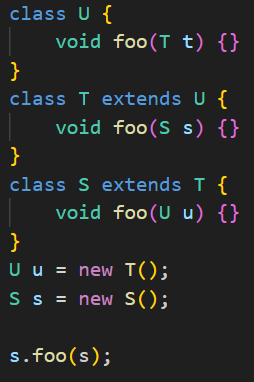 class U {
    void foo(T t) {}
}
class T extends U {
    void foo(S s) {}
}
class S extends T {
    void foo(U u) {}
}
U u = new T();
S s = new S();

s.foo(s);